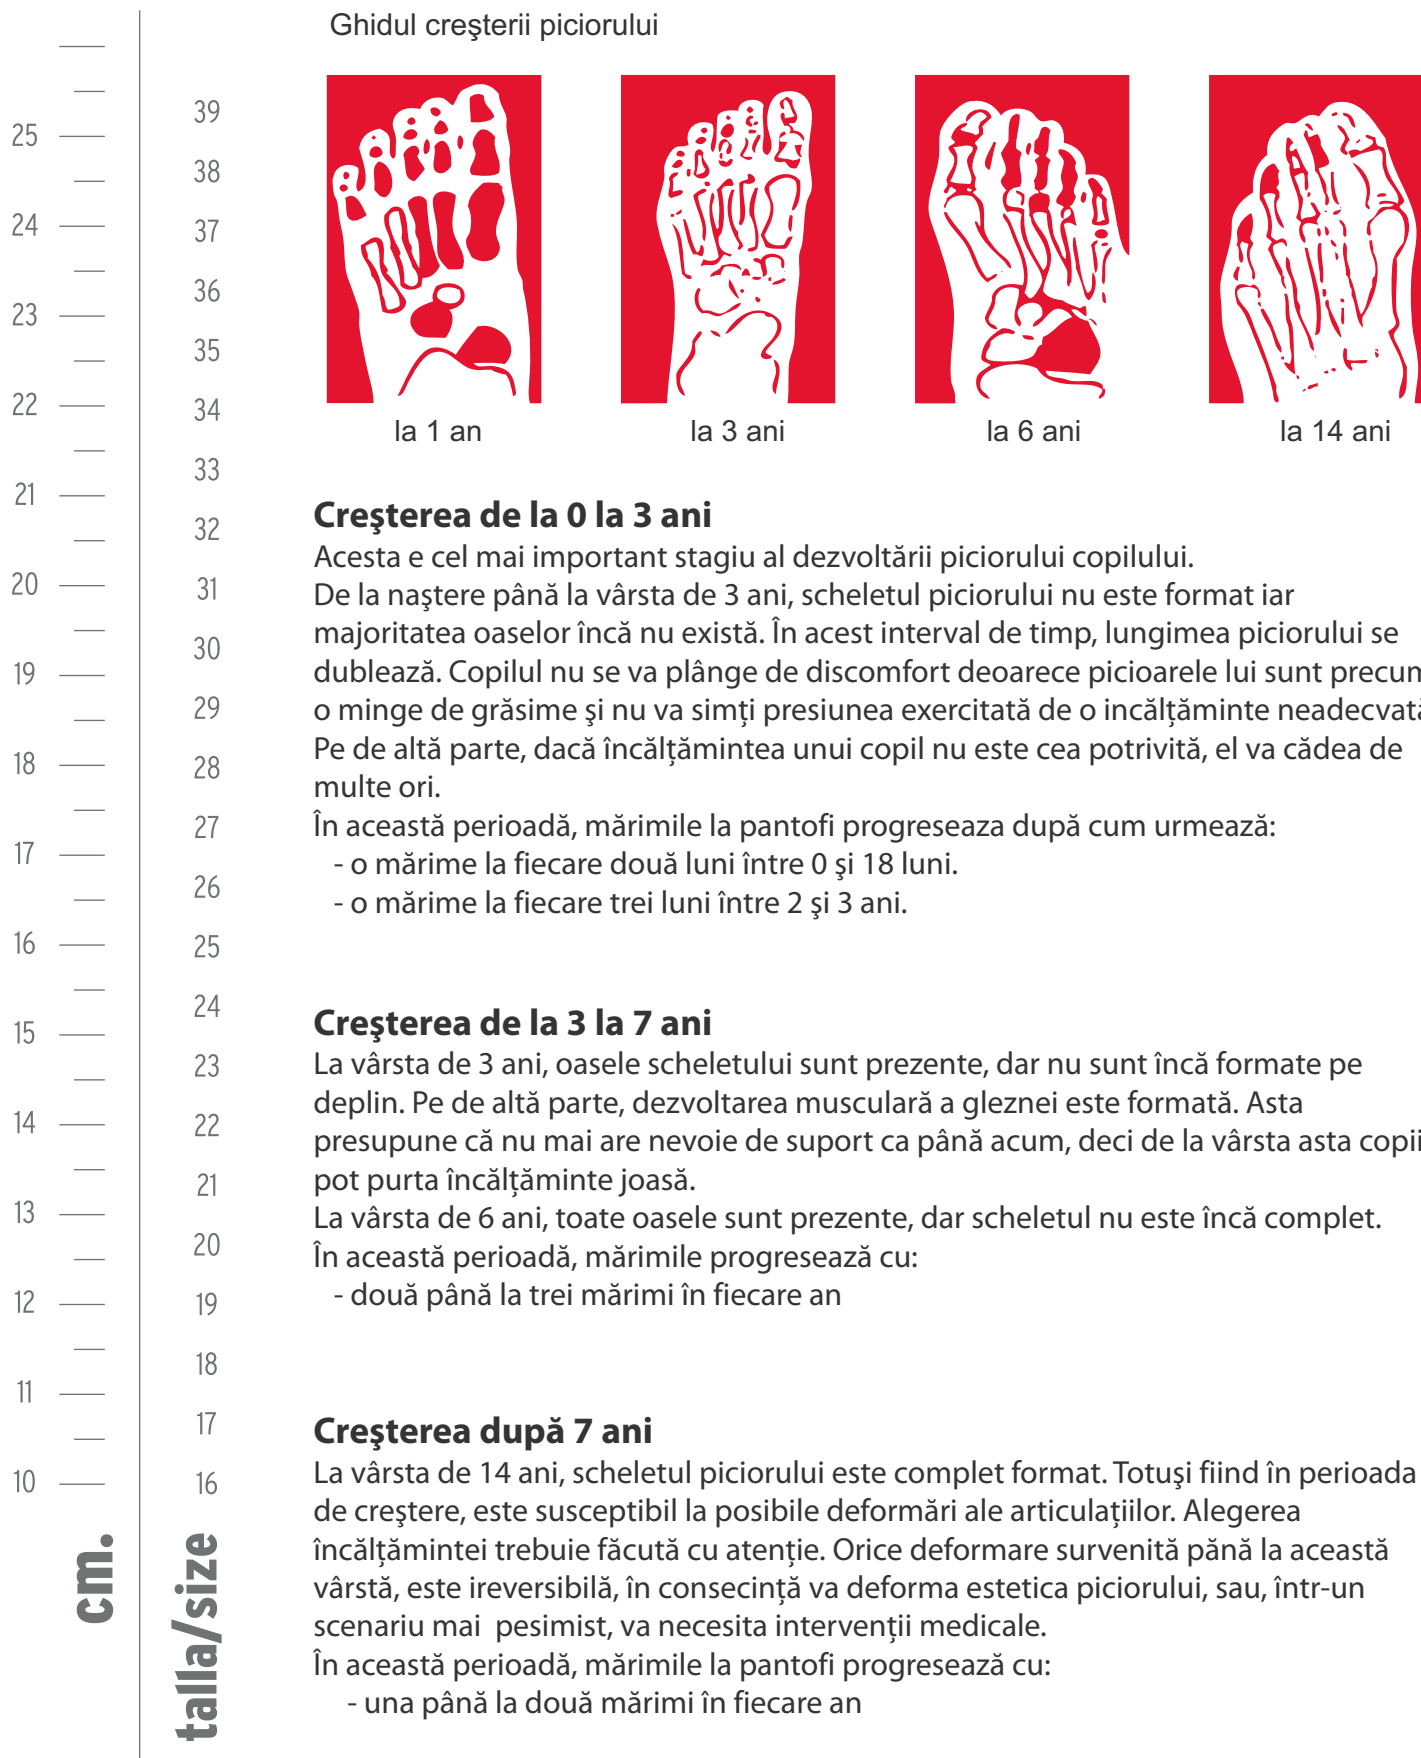 Ghidul creşterii piciorului
la 1 an
la 3 ani
la 6 ani
la 14 ani
Creşterea de la 0 la 3 ani
Acesta e cel mai important stagiu al dezvoltării piciorului copilului.
De la naştere până la vârsta de 3 ani, scheletul piciorului nu este format iar
majoritatea oaselor încă nu există. În acest interval de timp, lungimea piciorului se
dublează. Copilul nu se va plânge de discomfort deoarece picioarele lui sunt precum
o minge de grăsime şi nu va simți presiunea exercitată de o incălțăminte neadecvată
Pe de altă parte, dacă încălțămintea unui copil nu este cea potrivită, el va cădea de
multe ori.
În această perioadă, mărimile la pantofi progreseaza după cum urmează:
- o mărime la fiecare două luni între 0 şi 18 luni.
- o mărime la fiecare trei luni între 2 şi 3 ani.
Creşterea de la 3 la 7 ani
La vârsta de 3 ani, oasele scheletului sunt prezente, dar nu sunt încă formate pe
deplin. Pe de altă parte, dezvoltarea musculară a gleznei este formată. Asta
presupune că nu mai are nevoie de suport ca până acum, deci de la vârsta asta copii
pot purta încălțăminte joasă.
La vârsta de 6 ani, toate oasele sunt prezente, dar scheletul nu este încă complet.
În această perioadă, mărimile progresează cu:
- două până la trei mărimi în fiecare an
Creşterea după 7 ani
La vârsta de 14 ani, scheletul piciorului este complet format. Totuşi fiind în perioada
de creştere, este susceptibil la posibile deformări ale articulațiilor. Alegerea
încălțămintei trebuie făcută cu atenție. Orice deformare survenită pănă la această
vârstă, este ireversibilă, în consecință va deforma estetica piciorului, sau, într-un
scenariu mai  pesimist, va necesita intervenții medicale.
În această perioadă, mărimile la pantofi progresează cu:
- una până la două mărimi în fiecare an
25
24
23
22
21
20
19
18
17
16
15
14
13
12
11
10
cm.
39
38
37
36
35
34
33
32
31
30
29
28
27
26
25
24
23
22
21
20
19
18
17
16
talla/size